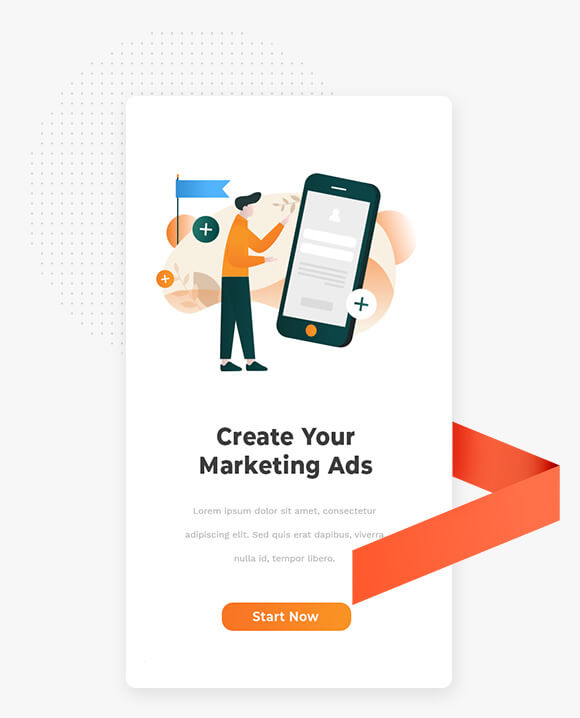 Create Your
Marketing Ads
Lorem ipsum dolor sit amet, consectetur
adipiscing elit. Sed quis erat dapibus, viverra
nulla id, tempor libero.
Start Now